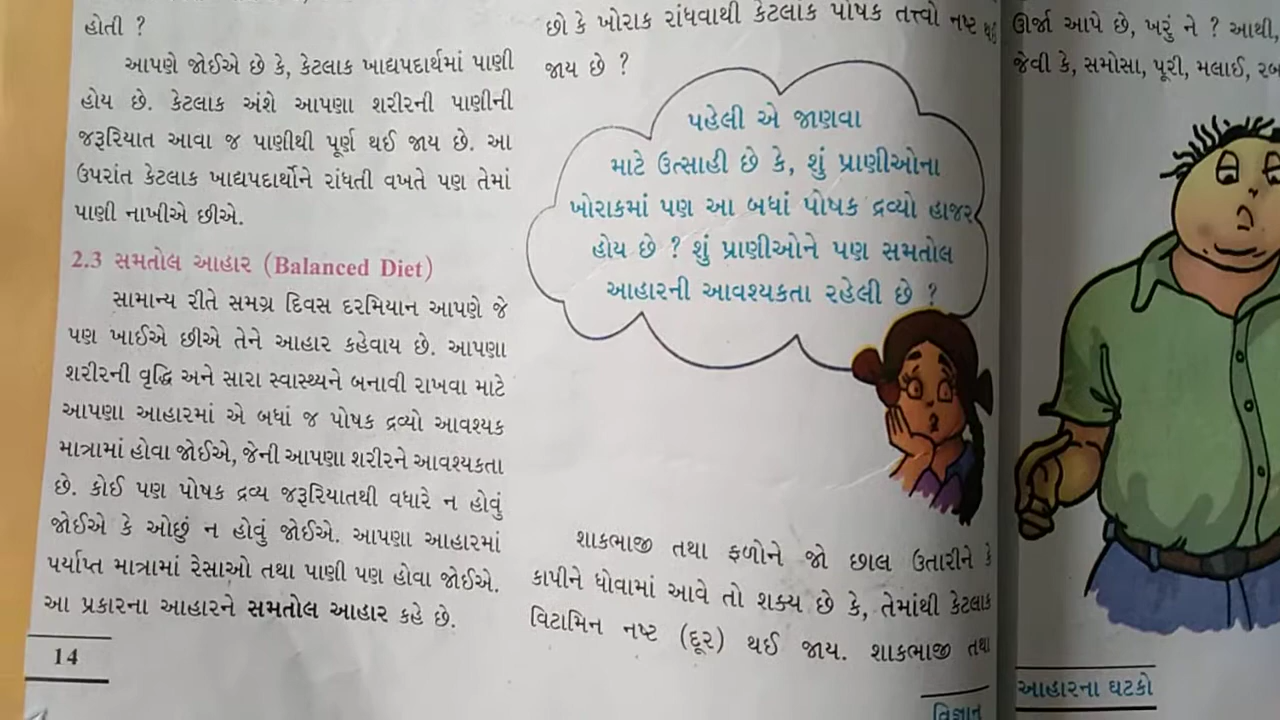 હોતી ?
આપણે જોઈએ છે કે, કેટલાક ખાદ્યપદાર્થમાં પાણી
હોય છે. કેટલાક અંશે આપણા શરીરની પાણીની
જરૂરિયાત આવા જ પાણીથી પૂર્ણ થઈ જાય છે. આ
ઉપરાંત કેટલાક ખાદ્યપદાર્થોને રાંધતી વખતે પણ તેમાં
પાણી નાખીએ છીએ.
2.3 સમતોલ આહાર (Balanced Diet)
સામાન્ય રીતે સમગ્ર દિવસ દરમિયાન આપણે જે
પણ ખાઈએ છીએ તેને આહાર કહેવાય છે. આપણા
શરીરની વૃદ્ધિ અને સારા સ્વાસ્થ્યને બનાવી રાખવા માટે
આપણા આહારમાં એ બધાં જ પોષક દ્રવ્યો આવશ્યક
માત્રામાં હોવા જોઈએ, જેની આપણા શરીરને આવશ્યકતા
છે. કોઈ પણ પોષક દ્રવ્ય જરૂરિયાતથી વધારે ન હોવું
જોઈએ કે ઓછું ન હોવું જોઈએ. આપણા આહારમાં
પર્યાપ્ત માત્રામાં રેસાઓ તથા પાણી પણ હોવા જોઈએ.
આ પ્રકારના આહારને સમતોલ આહાર કહે છે.
14
છો કે ખોરાક રાંધવાથી કેટલાંક પોષક તત્ત્વો નષ્ટ થઈ
જાય છે ?
પહેલી એ જાણવા
માટે ઉત્સાહી છે કે, શું પ્રાણીઓના
ખોરાકમાં પણ આ બધાં પોષક દ્રવ્યો હાજર
હોય છે ? શું પ્રાણીઓને પણ સમતોલ
આહારની આવશ્યકતા રહેલી છે ?
શાકભાજી તથા ફળોને જો છાલ ઉતારીને કે
કાપીને ધોવામાં આવે તો શક્ય છે કે, તેમાંથી કેટલાક
વિટામિન નષ્ટ (દૂર) થઈ જાય. શાકભાજી તથા
વિજ્ઞાન
ઊર્જા આપે છે, ખરું ને ? આથી,
જેવી કે, સમોસા, પૂરી, મલાઈ,
આહારના ઘટકો